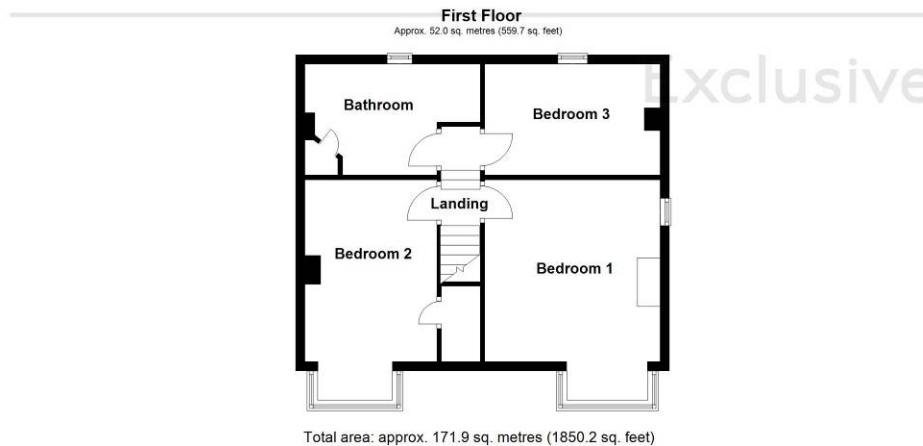 First Floor
Approx. 52.0 sq. metres (559.7 sq. feet)
Exclusive
Bathroom
Bedroom 3
Landing
Bedroom 2
Bedroom 1
Total area: approx. 171.9 sq. metres (1850.2 sq. feet)